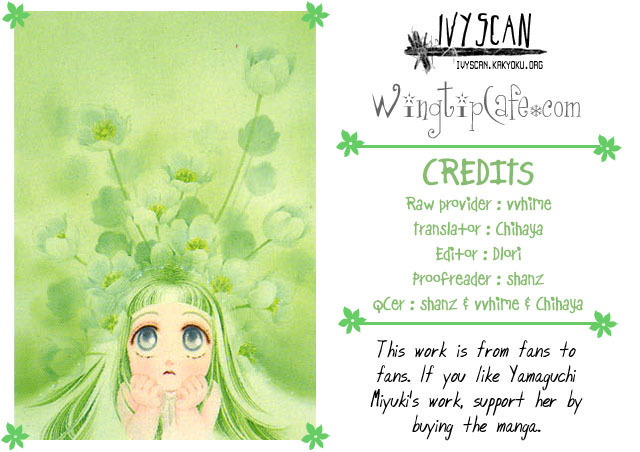 IVYSCAN
IVYSCAN.KAKYOKU.ORG
WingtipCafe.com
CREDITS
Raw provider : vvhime
Translator : Chihaya
Editor : Dlori
Proofreader : shanz
QCer : shanz & vvhime & Chihaya
This work is from fans to
fans. If you like Yamaguchi
Miyuki's work, support her by
buying the manga.